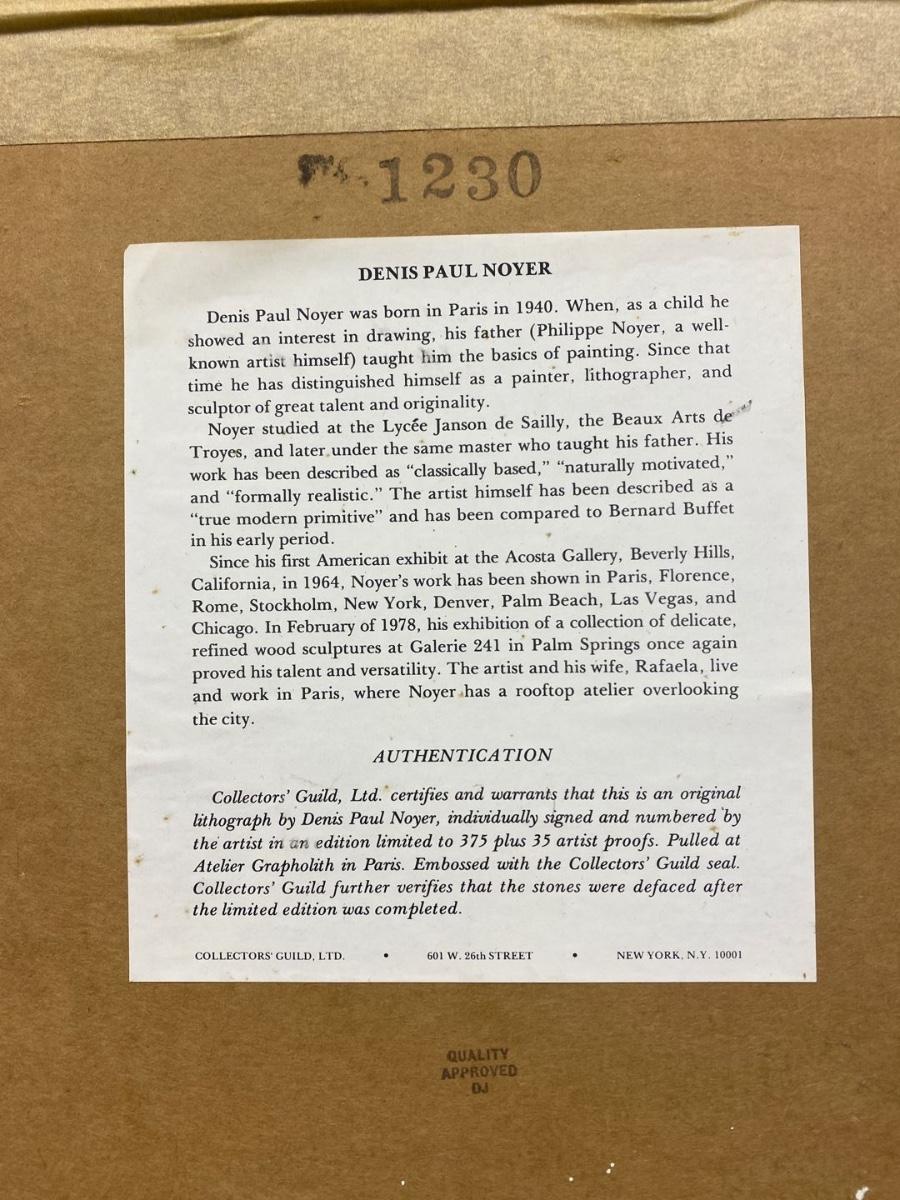 1230
DENIS PAUL NOYER
Denis Paul Noyer was born in Paris in 1940. When, as a child he
showed an interest in drawing, his father (Philippe Noyer, a well-
known artist himself) taught him the basics of painting. Since that
time he has distinguished himself as a painter, lithographer, and
sculptor of great talent and originality.
Noyer studied at the Lycée Janson de Sailly, the Beaux Arts de
Troyes, and later under the same master who taught his father. His
work has been described as “classically based,” “naturally motivated,”
and “formally realistic.” The artist himself has been described as a
“true modern primitive” and has been compared to Bernard Buffet
in his early period.
Since his first American exhibit at the Acosta Gallery, Beverly Hills,
California, in 1964, Noyer’s work has been shown in Paris, Florence,
Rome, Stockholm, New York, Denver, Palm Beach, Las Vegas, and
Chicago. In February of 1978, his exhibition of a collection of delicate,
refined wood sculptures at Galerie 241 in Palm Springs once again
proved his talent and versatility. The artist and his wife, Rafaela, live
and work in Paris, where Noyer has a rooftop atelier overlooking
the city.
AUTHENTICATION
Collectors’ Guild, Ltd. certifies and warrants that this is an original
lithograph by Denis Paul Noyer, individually signed and numbered by
the artist in an edition limited to 375 plus 35 artist proofs. Pulled at
Atelier Grapholith in Paris. Embossed with the Collectors’ Guild seal.
Collectors’ Guild further verifies that the stones were defaced after
the limited edition was completed.
COLLECTORS’ GUILD, LTD. • 601 W. 26th STREET • NEW YORK, N.Y. 10001
QUALITY
APPROVED
DJ